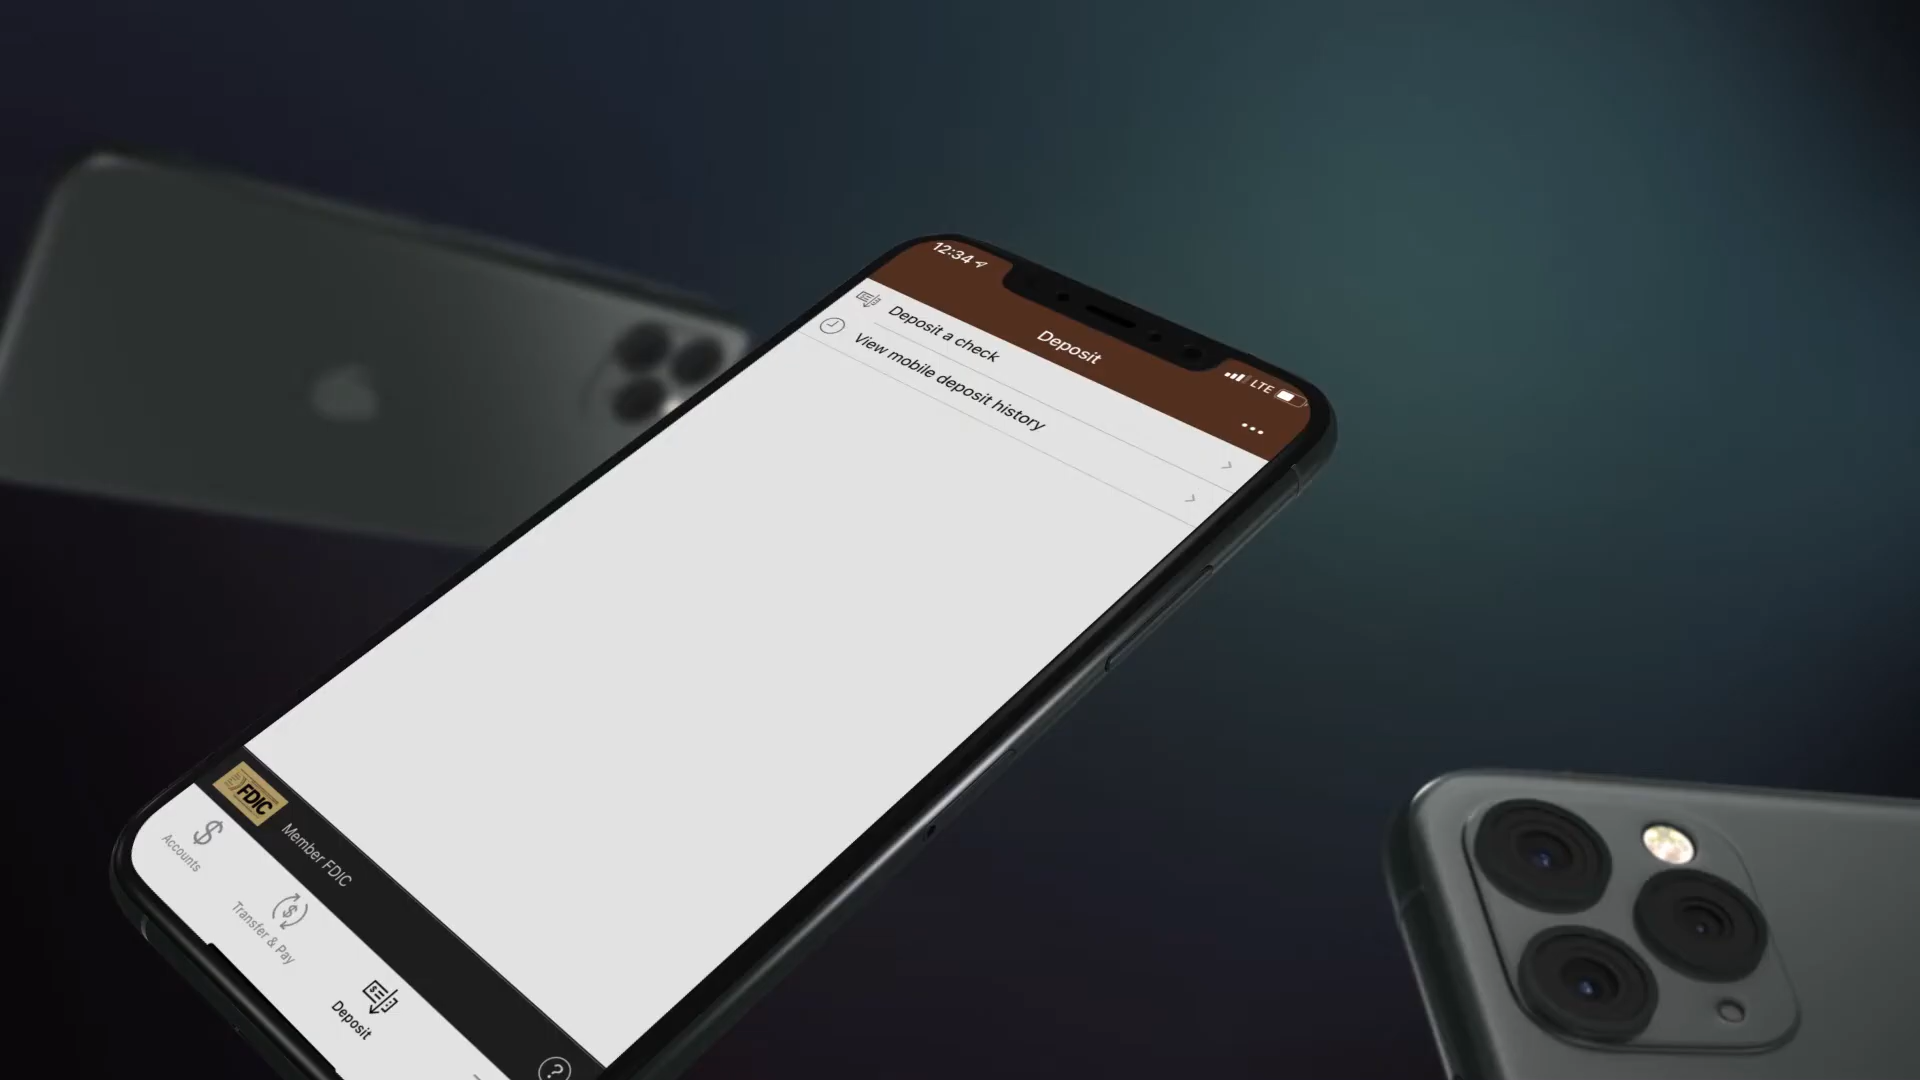 12:34
LTE
Deposit
...
Deposit a check
View mobile deposit history
FDIC
Member FDIC
Accounts
Transfer & Pay
Deposit
?